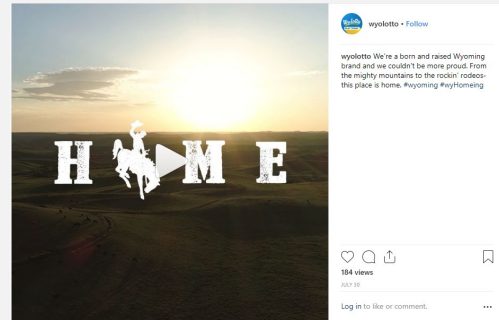 wyolotto • Follow
wyolotto We're a born and raised Wyoming
brand and we couldn't be more proud. From
the mighty mountains to the rockin' rodeos-
this place is home. #wyoming #wyHomeing
H ME
184 views
JULY 30
Log in to like or comment.